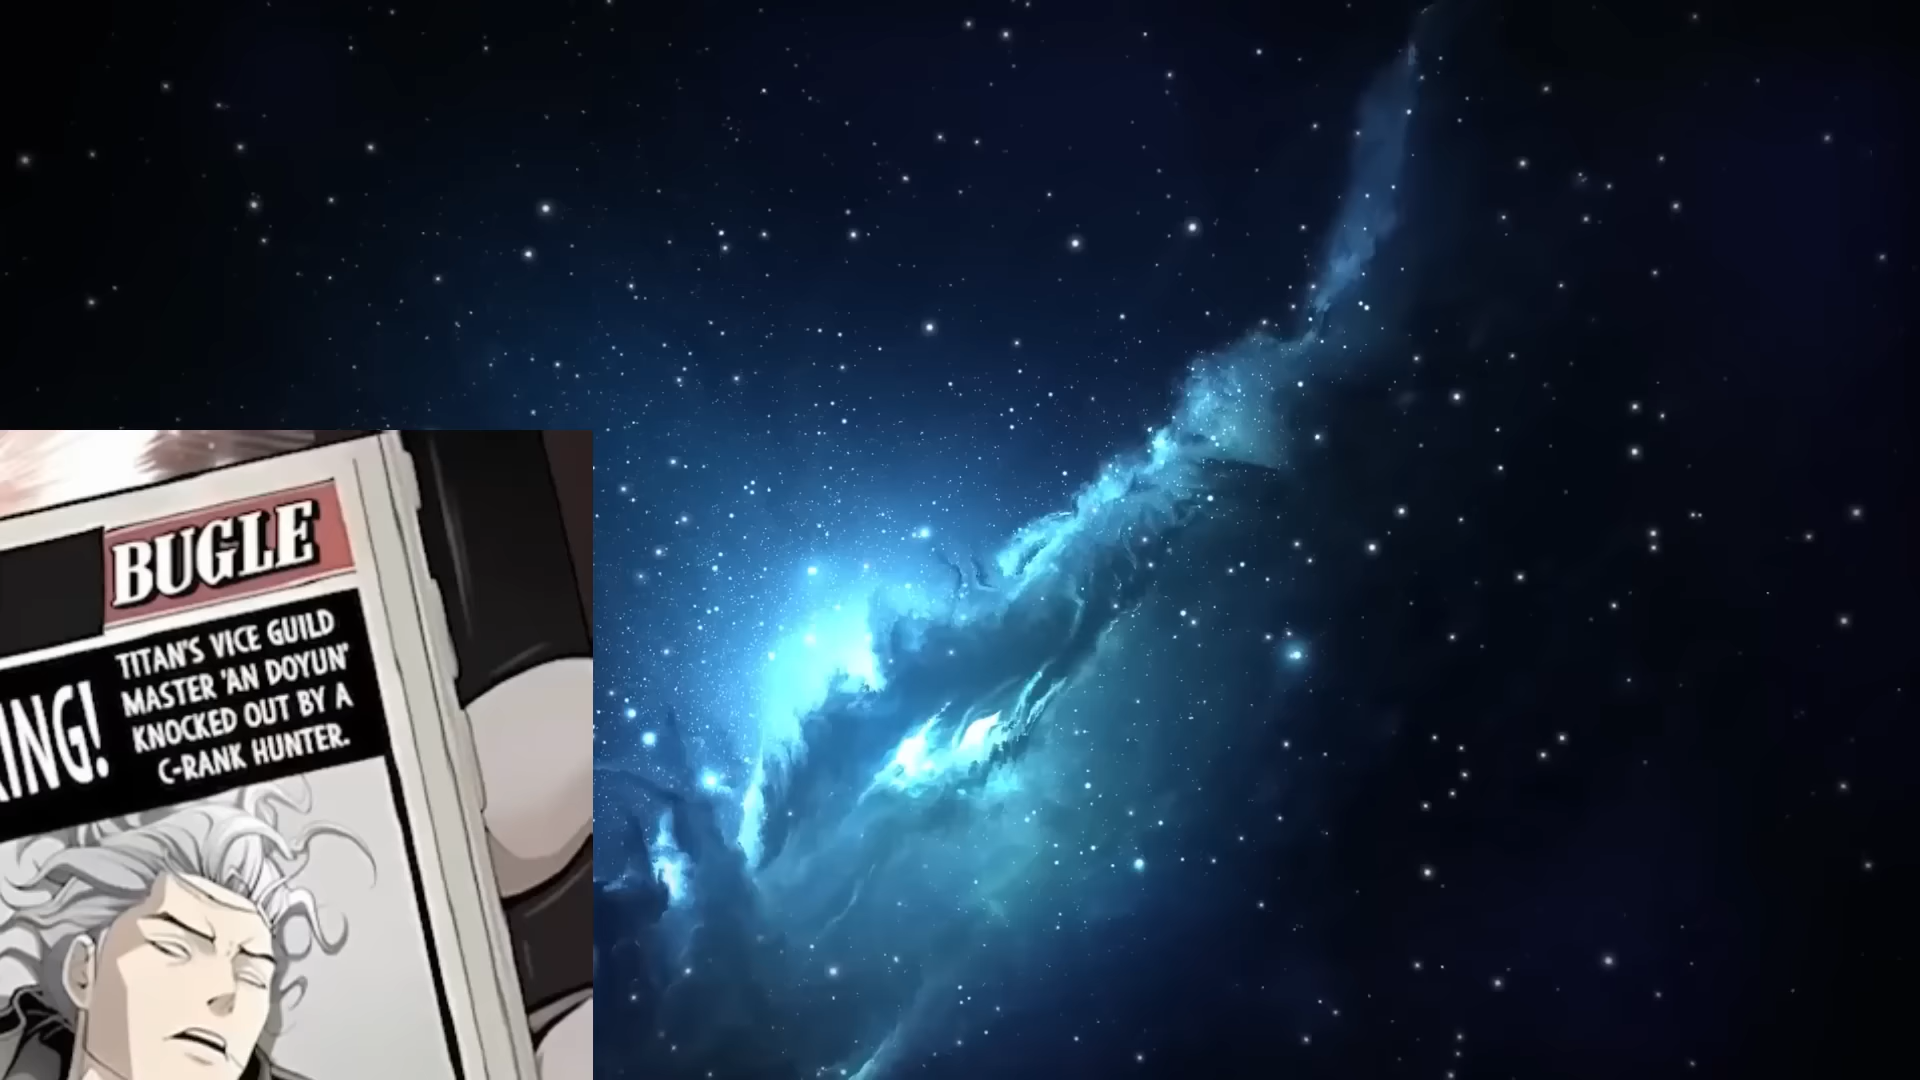 BUGLE
ING!
TITAN'S VICE GUILD
MASTER 'AN DOYUN'
KNOCKED OUT BY A
C-RANK HUNTER.